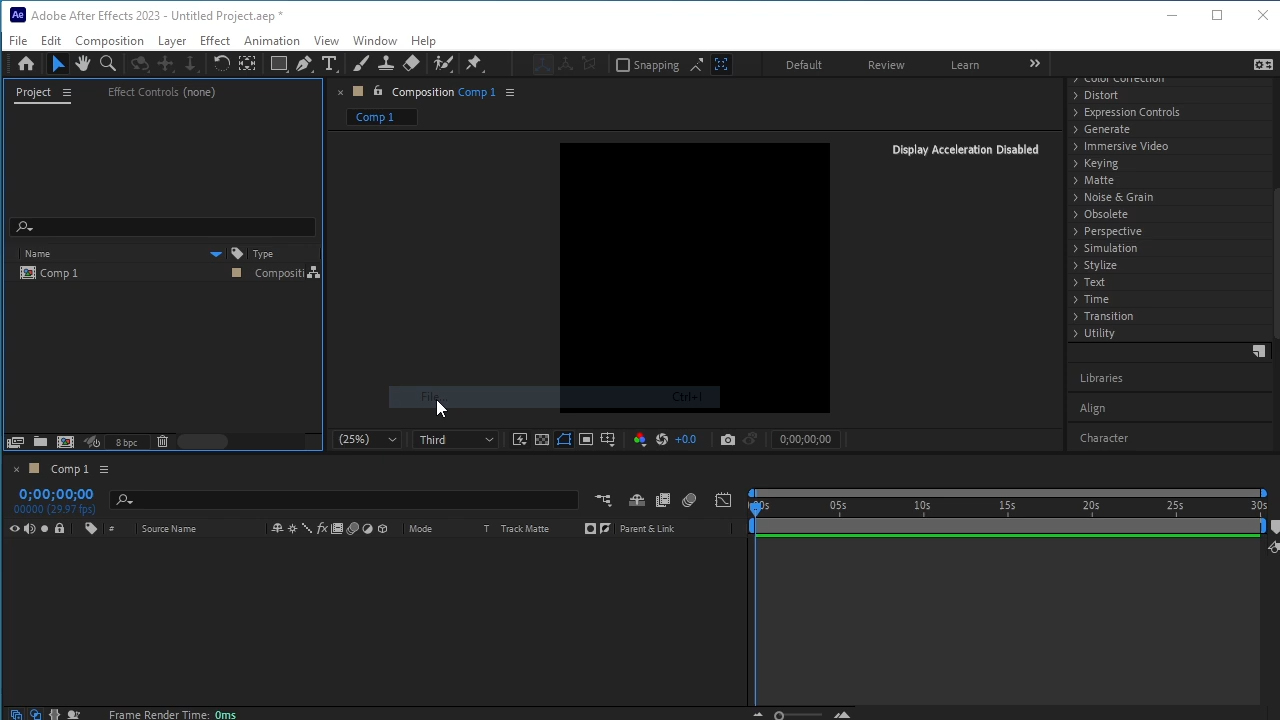 Ae Adobe After Effects 2023 - Untitled Project.aep *
File Edit Composition Layer Effect Animation View Window Help
Snapping Default Review Learn
Project Effect Controls (none)
Composition Comp 1
Comp 1
Display Acceleration Disabled
Name Type
Comp 1 Compositi
8 bpc
File... Ctrl+I
(25%) Third +0.0 0;00;00;00
Color Correction
Distort
Expression Controls
Generate
Immersive Video
Keying
Matte
Noise & Grain
Obsolete
Perspective
Simulation
Stylize
Text
Time
Transition
Utility
Libraries
Align
Character
Comp 1
0;00;00;00
00000 (29.97 fps)
00s 05s 10s 15s 20s 25s 30s
# Source Name fx Mode T Track Matte Parent & Link
Frame Render Time: 0ms